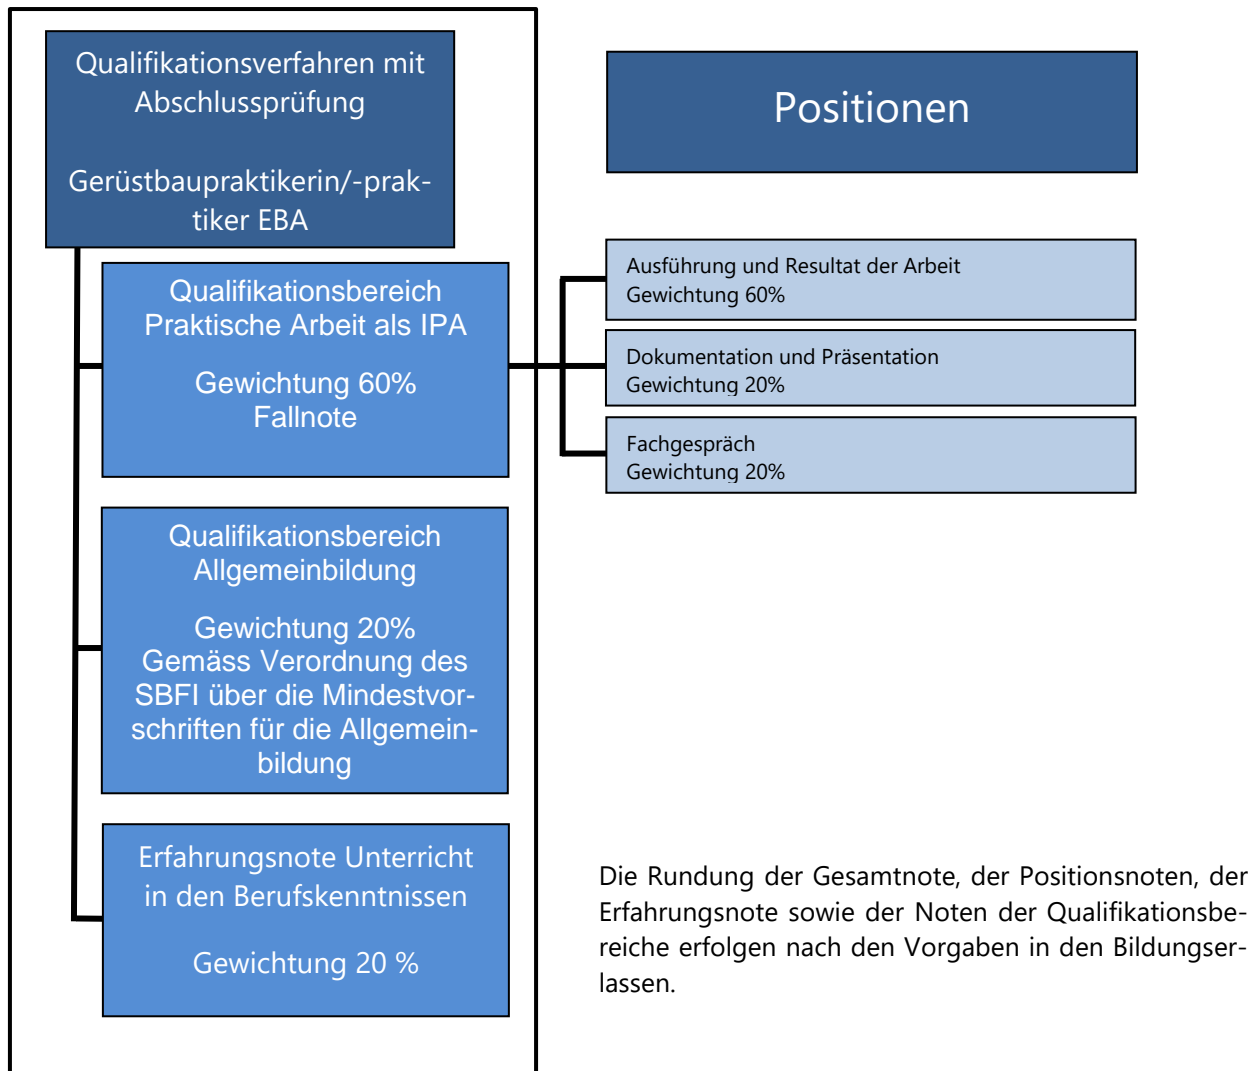 Qualifikationsverfahren mit
Abschlussprüfung
Gerüstbaupraktikerin/-prak-
tiker EBA
Positionen
Qualifikationsbereich
Praktische Arbeit als IPA
Gewichtung 60%
Fallnote
Ausführung und Resultat der Arbeit
Gewichtung 60%
Dokumentation und Präsentation
Gewichtung 20%
Fachgespräch
Gewichtung 20%
Qualifikationsbereich
Allgemeinbildung
Gewichtung 20%
Gemäss Verordnung des
SBFI über die Mindestvor-
schriften für die Allgemein-
bildung
Erfahrungsnote Unterricht
in den Berufskenntnissen
Gewichtung 20 %
Die Rundung der Gesamtnote, der Positionsnoten, der
Erfahrungsnote sowie der Noten der Qualifikationsbe-
reiche erfolgen nach den Vorgaben in den Bildungser-
lassen.